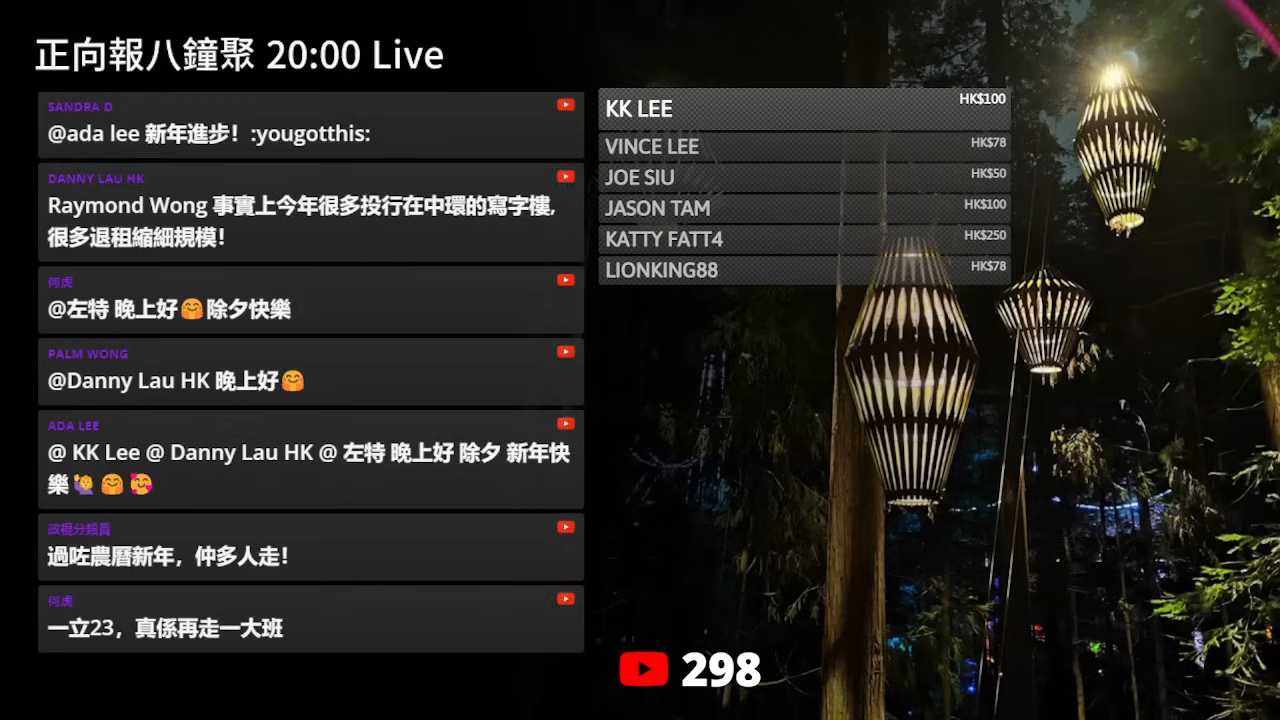 正向報八鐘聚 20:00 Live
SANDRA D
@ada lee 新年進步！:yougotthis:
DANNY LAU HK
Raymond Wong 事實上今年很多投行在中環的寫字樓,
很多退租縮細規模！
何虎
@左特 晚上好🤗除夕快樂
PALM WONG
@Danny Lau HK 晚上好🤗
ADA LEE
@ KK Lee @ Danny Lau HK @ 左特 晚上好 除夕 新年快
樂🙋🤗🥰
政棍分類員
過咗農曆新年，仲多人走！
何虎
一立23，真係再走一大班
KK LEE HK$100
VINCE LEE HK$78
JOE SIU HK$50
JASON TAM HK$100
KATTY FATT4 HK$250
LIONKING88 HK$78
298